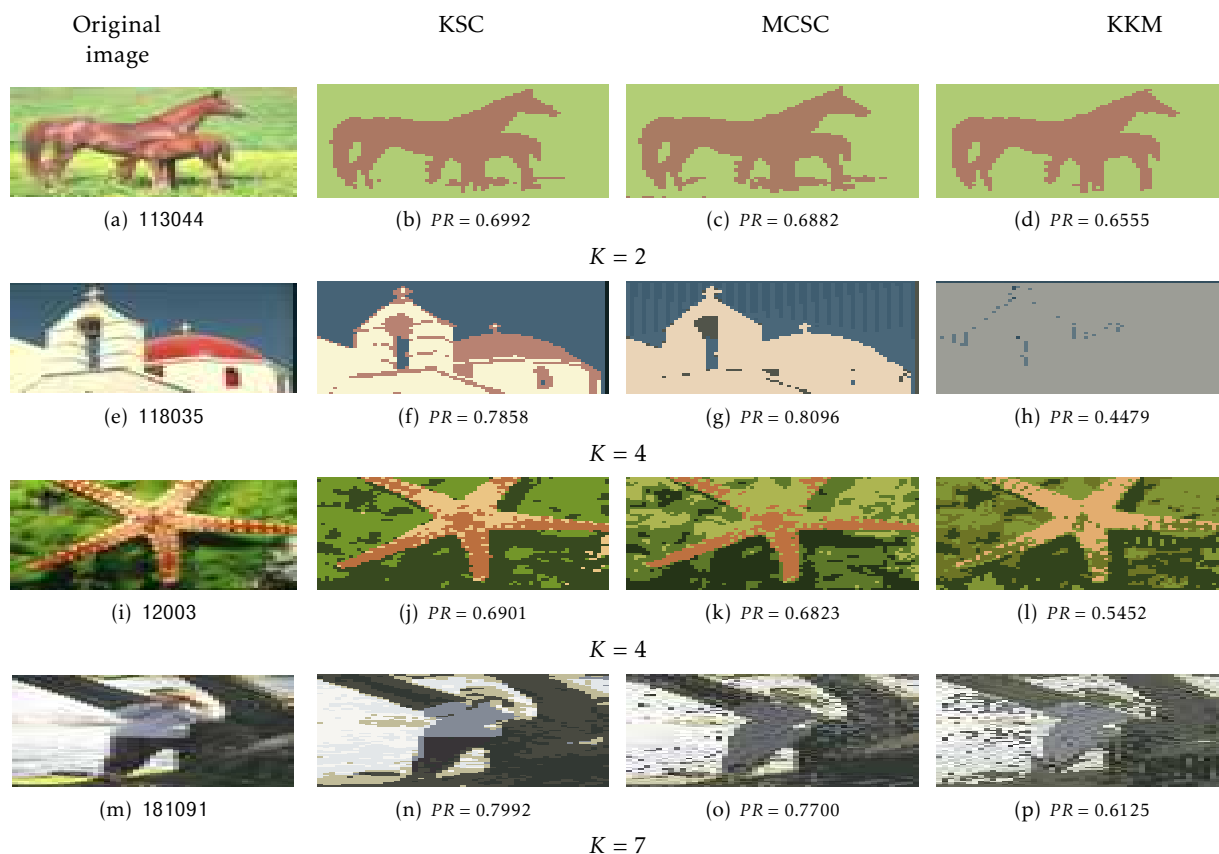 Original image KSC MCSC KKM
(a) 113044 (b) PR = 0.6992 (c) PR = 0.6882 (d) PR = 0.6555
K = 2
(e) 118035 (f) PR = 0.7858 (g) PR = 0.8096 (h) PR = 0.4479
K = 4
(i) 12003 (j) PR = 0.6901 (k) PR = 0.6823 (l) PR = 0.5452
K = 4
(m) 181091 (n) PR = 0.7992 (o) PR = 0.7700 (p) PR = 0.6125
K = 7